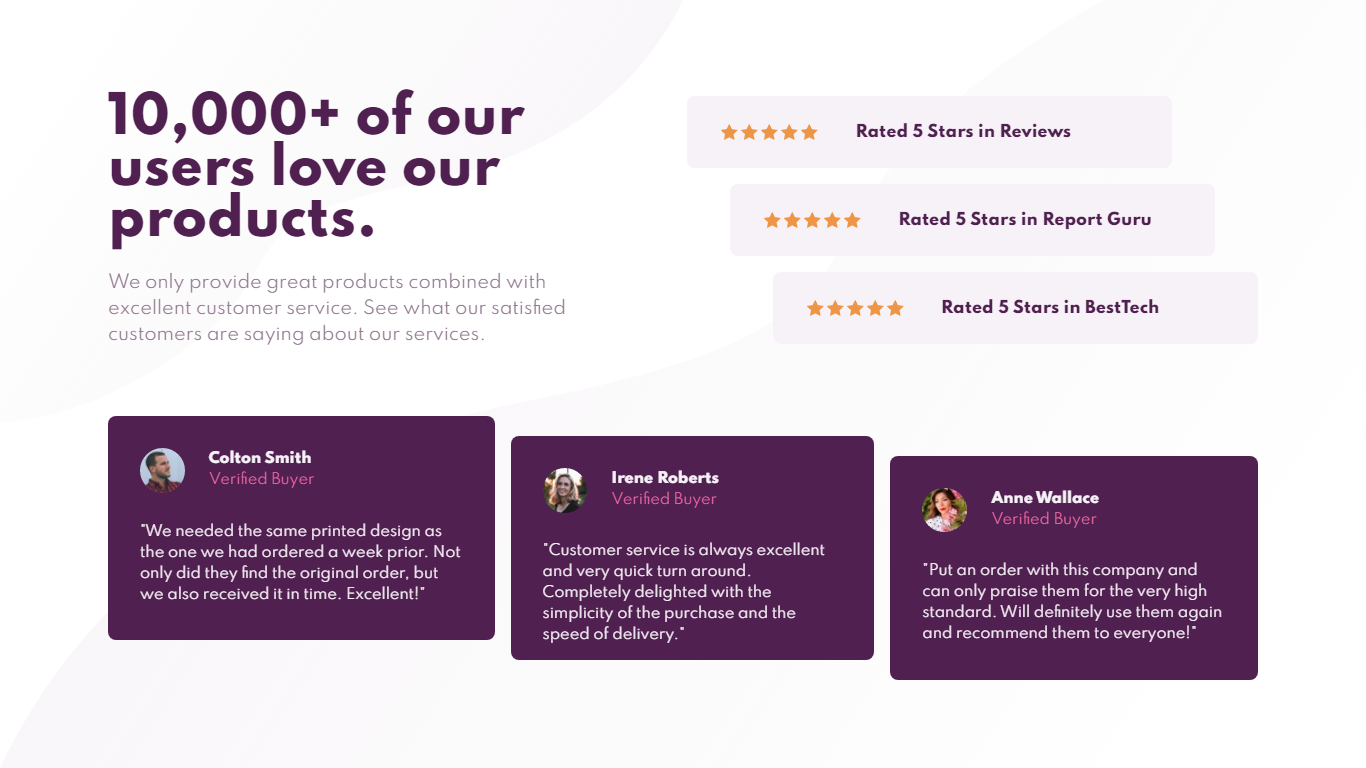 10,000+ of our
users love our
products.
We only provide great products combined with
excellent customer service. See what our satisfied
customers are saying about our services.
Rated 5 Stars in Reviews
Rated 5 Stars in Report Guru
Rated 5 Stars in BestTech
Colton Smith
Verified Buyer
"We needed the same printed design as
the one we had ordered a week prior. Not
only did they find the original order, but
we also received it in time. Excellent!"
Irene Roberts
Verified Buyer
"Customer service is always excellent
and very quick turn around.
Completely delighted with the
simplicity of the purchase and the
speed of delivery."
Anne Wallace
Verified Buyer
"Put an order with this company and
can only praise them for the very high
standard. Will definitely use them again
and recommend them to everyone!"